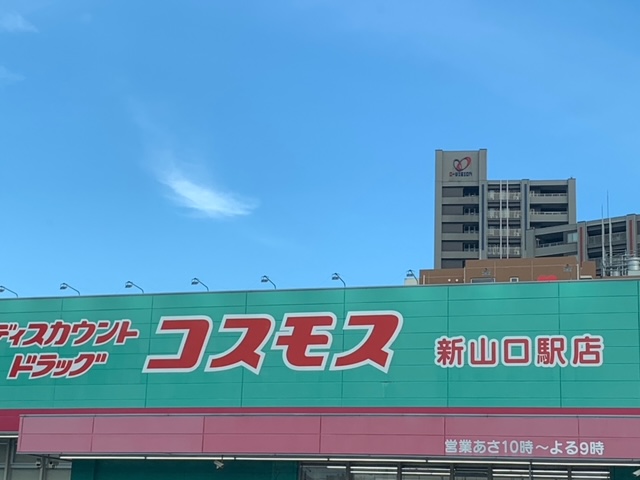 ディスカウント
ドラッグ
コスモス
新山口駅店
営業あさ10時～よる9時